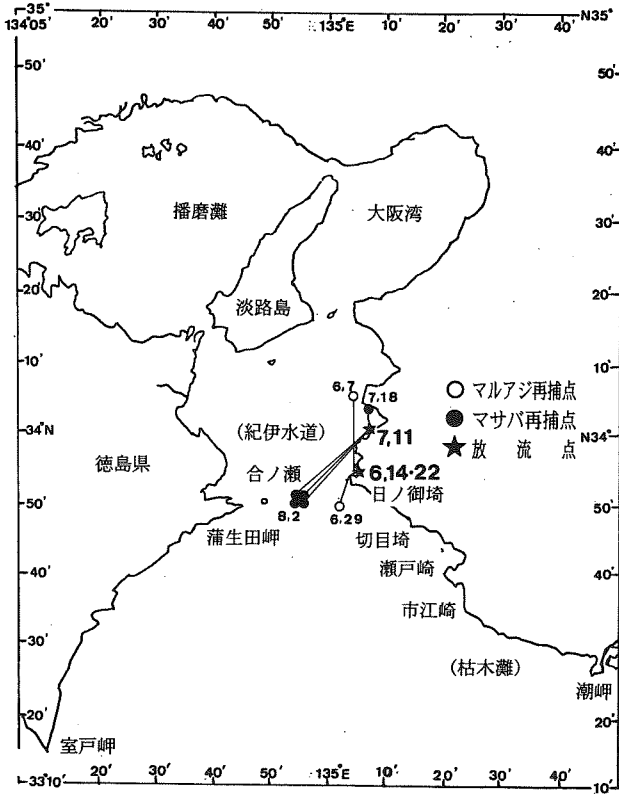 −35°
134°05′ 20′ 30′ 40′ 50′ 135°E 10′ 20′ 30′ 40′ N35°
50′ 50′
40′ 40′
播磨灘 大阪湾
30′ 30′
淡路島
20′ 20′
10′ 10′
6,7 7,18 ○ マルアジ再捕点
● マサバ再捕点
34°N (紀伊水道) 7,11 ★ 放流点 N34°
徳島県 合ノ瀬 6,14·22
日ノ御埼
50′ 8,2 6,29 50′
蒲生田岬 切目埼
40′ 瀬戸崎 40′
市江崎
30′ (枯木灘) 30′
潮岬
20′ 20′
室戸岬
−33°10′ 20′ 30′ 40′ 50′ 135°E 10′ 20′ 30′ 40′ 10′